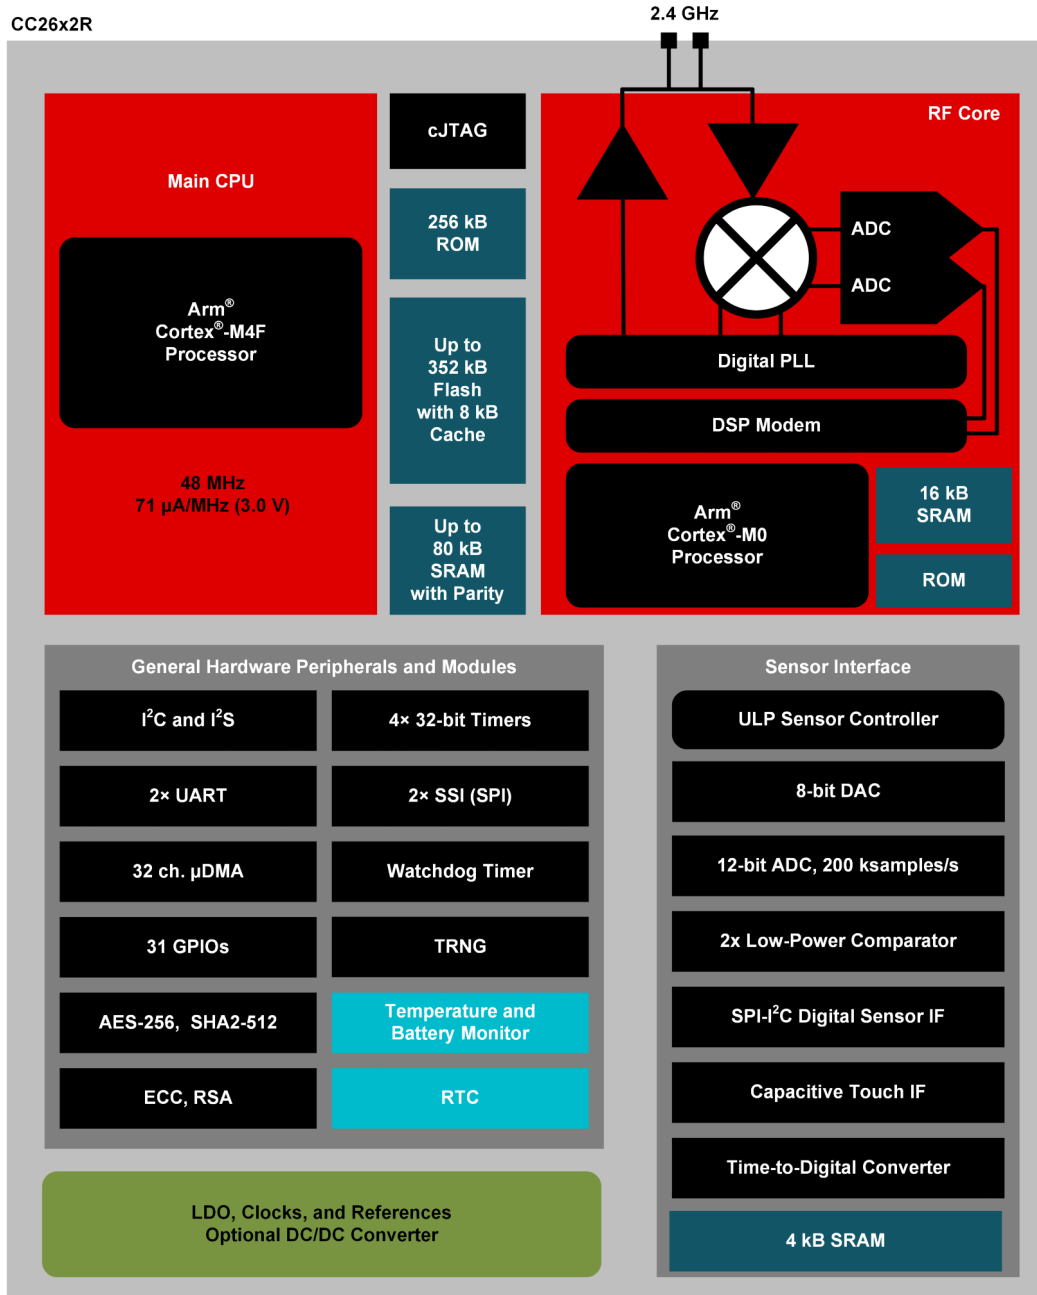 CC26x2R
2.4 GHz
Main CPU
Arm®
Cortex®-M4F
Processor
48 MHz
71 µA/MHz (3.0 V)
cJTAG
256 kB
ROM
Up to
352 kB
Flash
with 8 kB
Cache
Up to
80 kB
SRAM
with Parity
RF Core
ADC
ADC
Digital PLL
DSP Modem
Arm®
Cortex®-M0
Processor
16 kB
SRAM
ROM
General Hardware Peripherals and Modules
I²C and I²S
4× 32-bit Timers
2× UART
2× SSI (SPI)
32 ch. µDMA
Watchdog Timer
31 GPIOs
TRNG
AES-256, SHA2-512
Temperature and
Battery Monitor
ECC, RSA
RTC
LDO, Clocks, and References
Optional DC/DC Converter
Sensor Interface
ULP Sensor Controller
8-bit DAC
12-bit ADC, 200 ksamples/s
2x Low-Power Comparator
SPI-I²C Digital Sensor IF
Capacitive Touch IF
Time-to-Digital Converter
4 kB SRAM